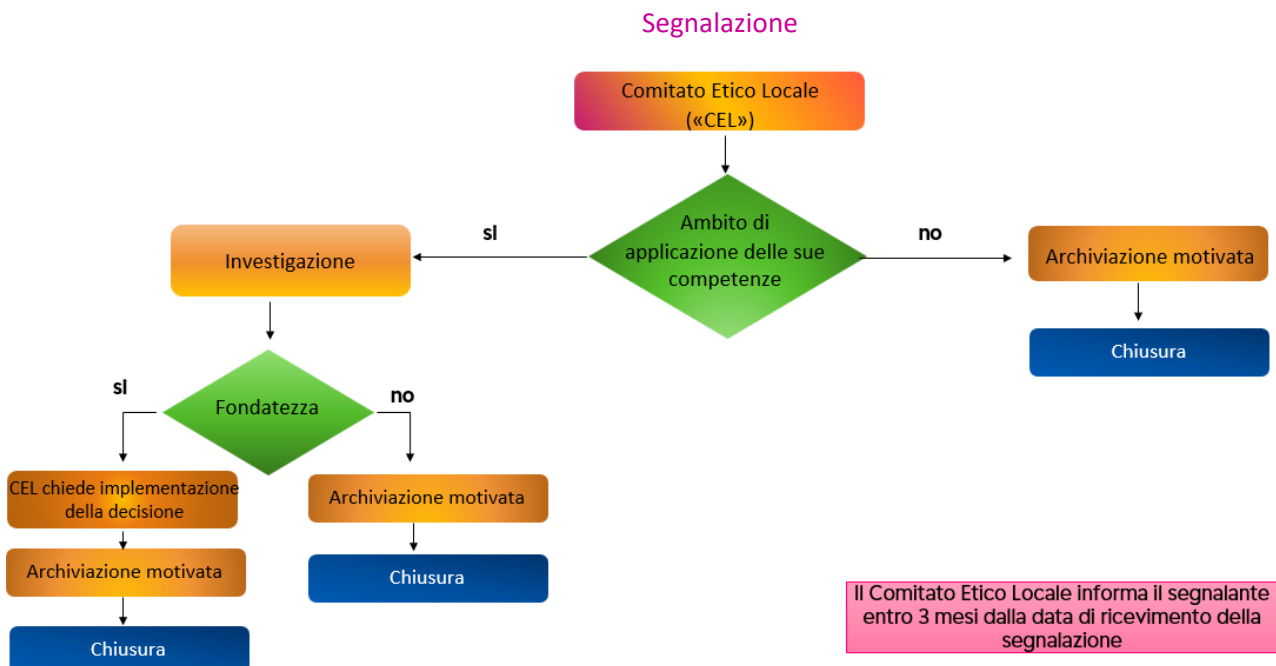 Segnalazione
Comitato Etico Locale
(«CEL»)
Ambito di
applicazione delle sue
competenze
sI
no
Investigazione
Archiviazione motivata
Chiusura
Fondatezza
sI
no
CEL chiede implementazione
della decisione
Archiviazione motivata
Chiusura
Archiviazione motivata
Chiusura
Il Comitato Etico Locale informa il segnalante
entro 3 mesi dalla data di ricevimento della
segnalazione